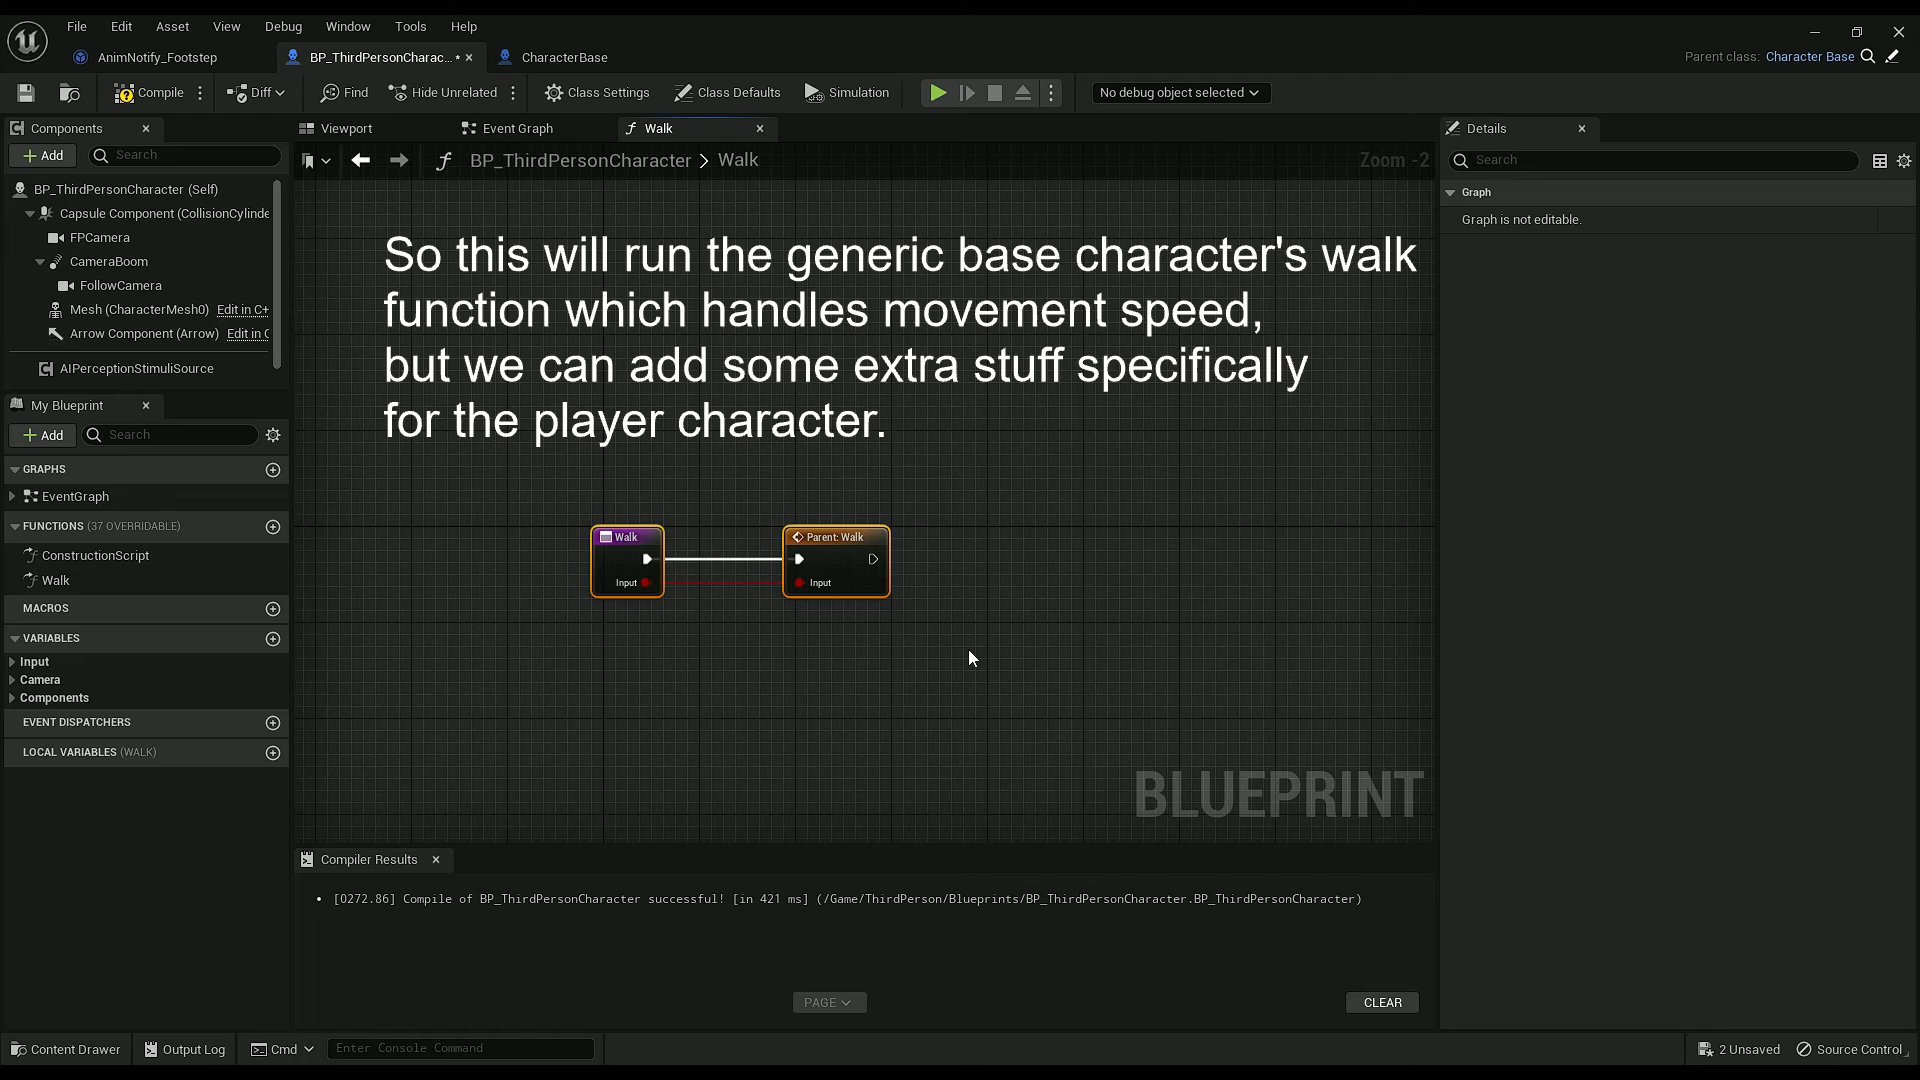 File Edit Asset View Debug Window Tools Help
AnimNotify_Footstep BP_ThirdPersonCharac... • CharacterBase
Parent class: Character Base
Compile Diff Find Hide Unrelated Class Settings Class Defaults Simulation No debug object selected
Components
Viewport Event Graph Walk
Details
Add Search
BP_ThirdPersonCharacter > Walk
Zoom -2
Search
BP_ThirdPersonCharacter (Self)
Graph
Capsule Component (CollisionCylinde
Graph is not editable.
FPCamera
CameraBoom
FollowCamera
Mesh (CharacterMesh0) Edit in C+
Arrow Component (Arrow) Edit in C
AIPerceptionStimuliSource
So this will run the generic base character's walk
function which handles movement speed,
but we can add some extra stuff specifically
for the player character.
My Blueprint
Add Search
GRAPHS
EventGraph
FUNCTIONS (37 OVERRIDABLE)
ConstructionScript
Walk
MACROS
VARIABLES
Input
Camera
Components
EVENT DISPATCHERS
LOCAL VARIABLES (WALK)
Walk
Input
Parent: Walk
Input
BLUEPRINT
Compiler Results
[0272.86] Compile of BP_ThirdPersonCharacter successful! [in 421 ms] (/Game/ThirdPerson/Blueprints/BP_ThirdPersonCharacter.BP_ThirdPersonCharacter)
PAGE
CLEAR
Content Drawer Output Log Cmd Enter Console Command 2 Unsaved Source Control